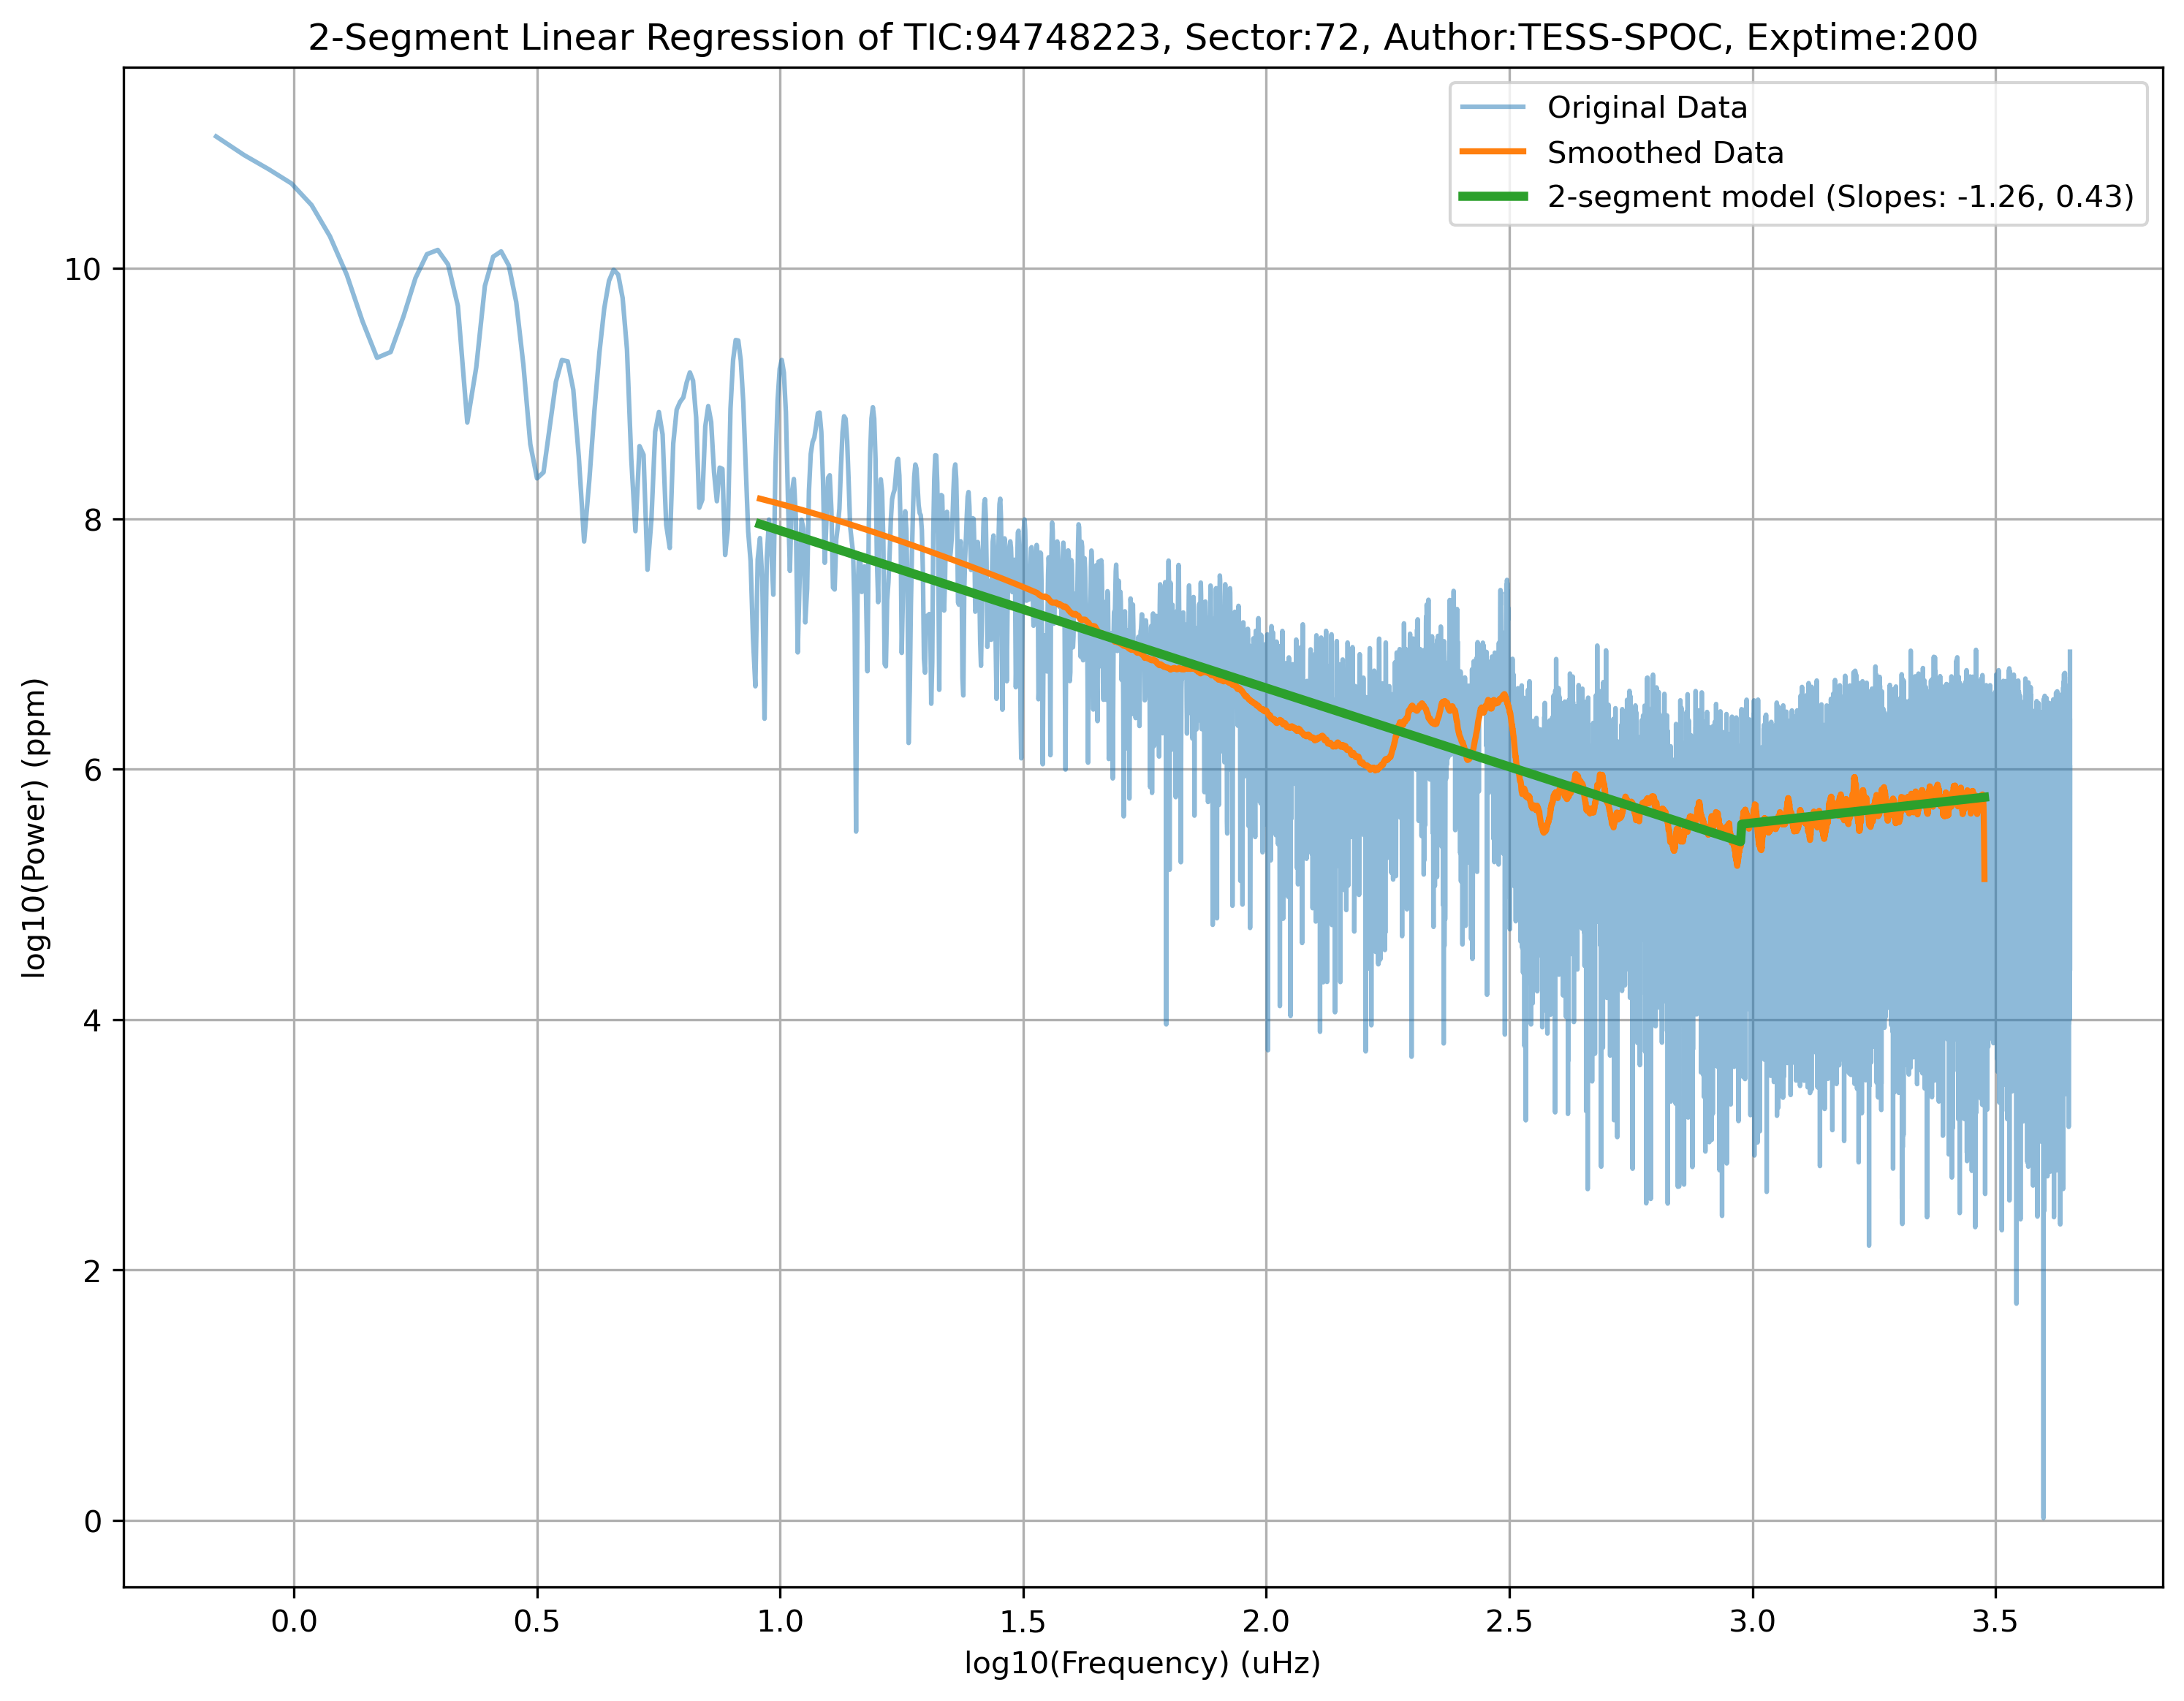 2-Segment Linear Regression of TIC:94748223, Sector:72, Author:TESS-SPOC, Exptime:200
Original Data
Smoothed Data
2-segment model (Slopes: -1.26, 0.43)
log10(Power) (ppm)
10
8
6
4
2
0
0.0 0.5 1.0 1.5 2.0 2.5 3.0 3.5
log10(Frequency) (uHz)